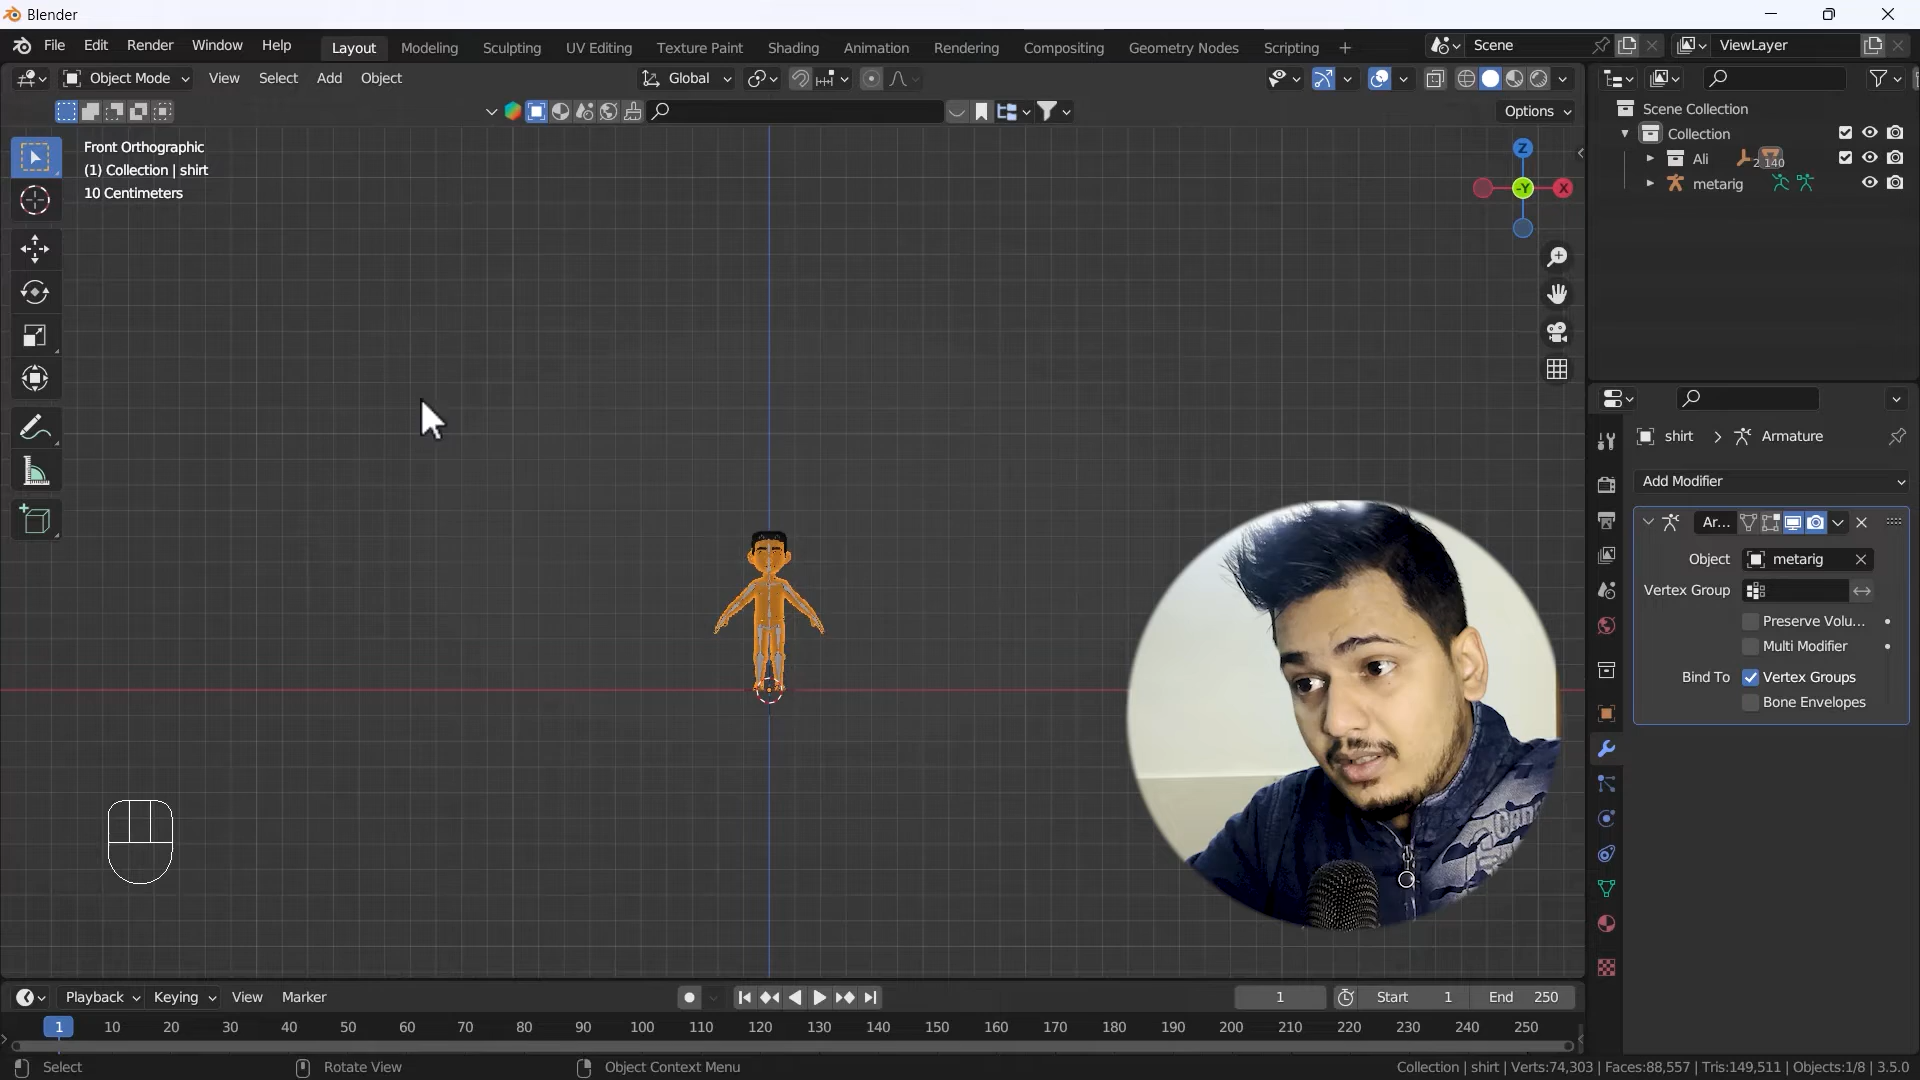 Blender
File Edit Render Window Help Layout Modeling Sculpting UV Editing Texture Paint Shading Animation Rendering Compositing Geometry Nodes Scripting + Scene ViewLayer
Object Mode View Select Add Object Global
Options
Front Orthographic
(1) Collection | shirt
10 Centimeters
Z
-Y X
Scene Collection
Collection
Ali 2 140
metarig
shirt > Armature
Add Modifier
Ar...
Object metarig
Vertex Group
Preserve Volu...
Multi Modifier
Bind To Vertex Groups
Bone Envelopes
Playback Keying View Marker 1 Start 1 End 250
1 10 20 30 40 50 60 70 80 90 100 110 120 130 140 150 160 170 180 190 200 210 220 230 240 250
Select Rotate View Object Context Menu Collection | shirt | Verts:74,303 | Faces:88,557 | Tris:149,511 | Objects:1/8 | 3.5.0